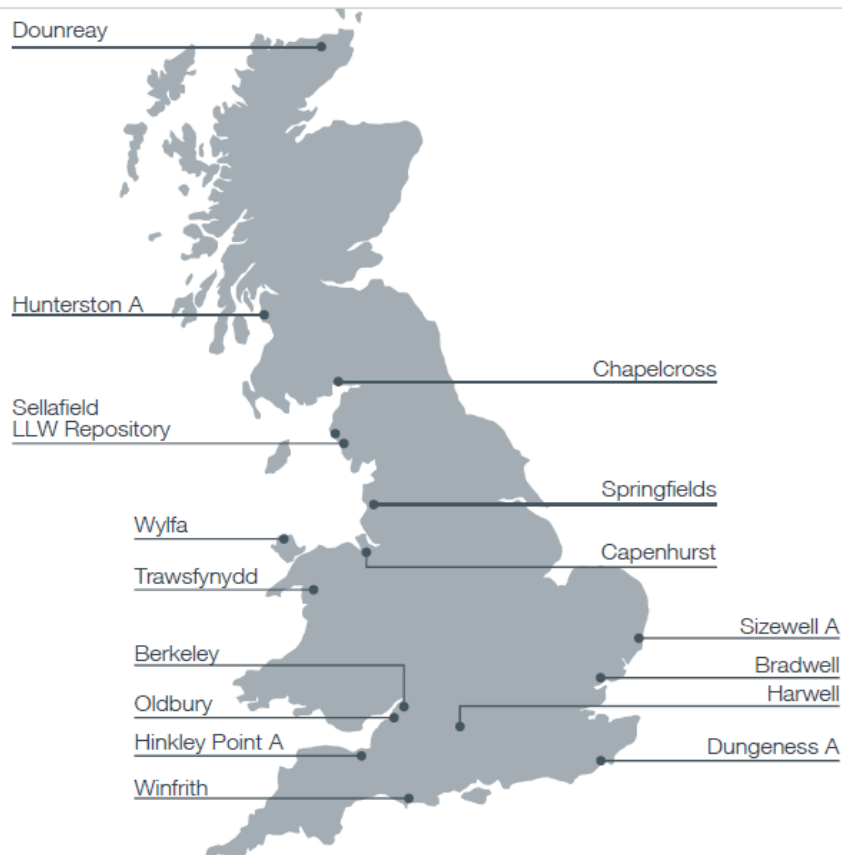 Dounreay
Hunterston A
Chapelcross
Sellafield
LLW Repository
Springfields
Wylfa
Capenhurst
Trawsfynydd
Sizewell A
Berkeley
Bradwell
Harwell
Oldbury
Hinkley Point A
Dungeness A
Winfrith